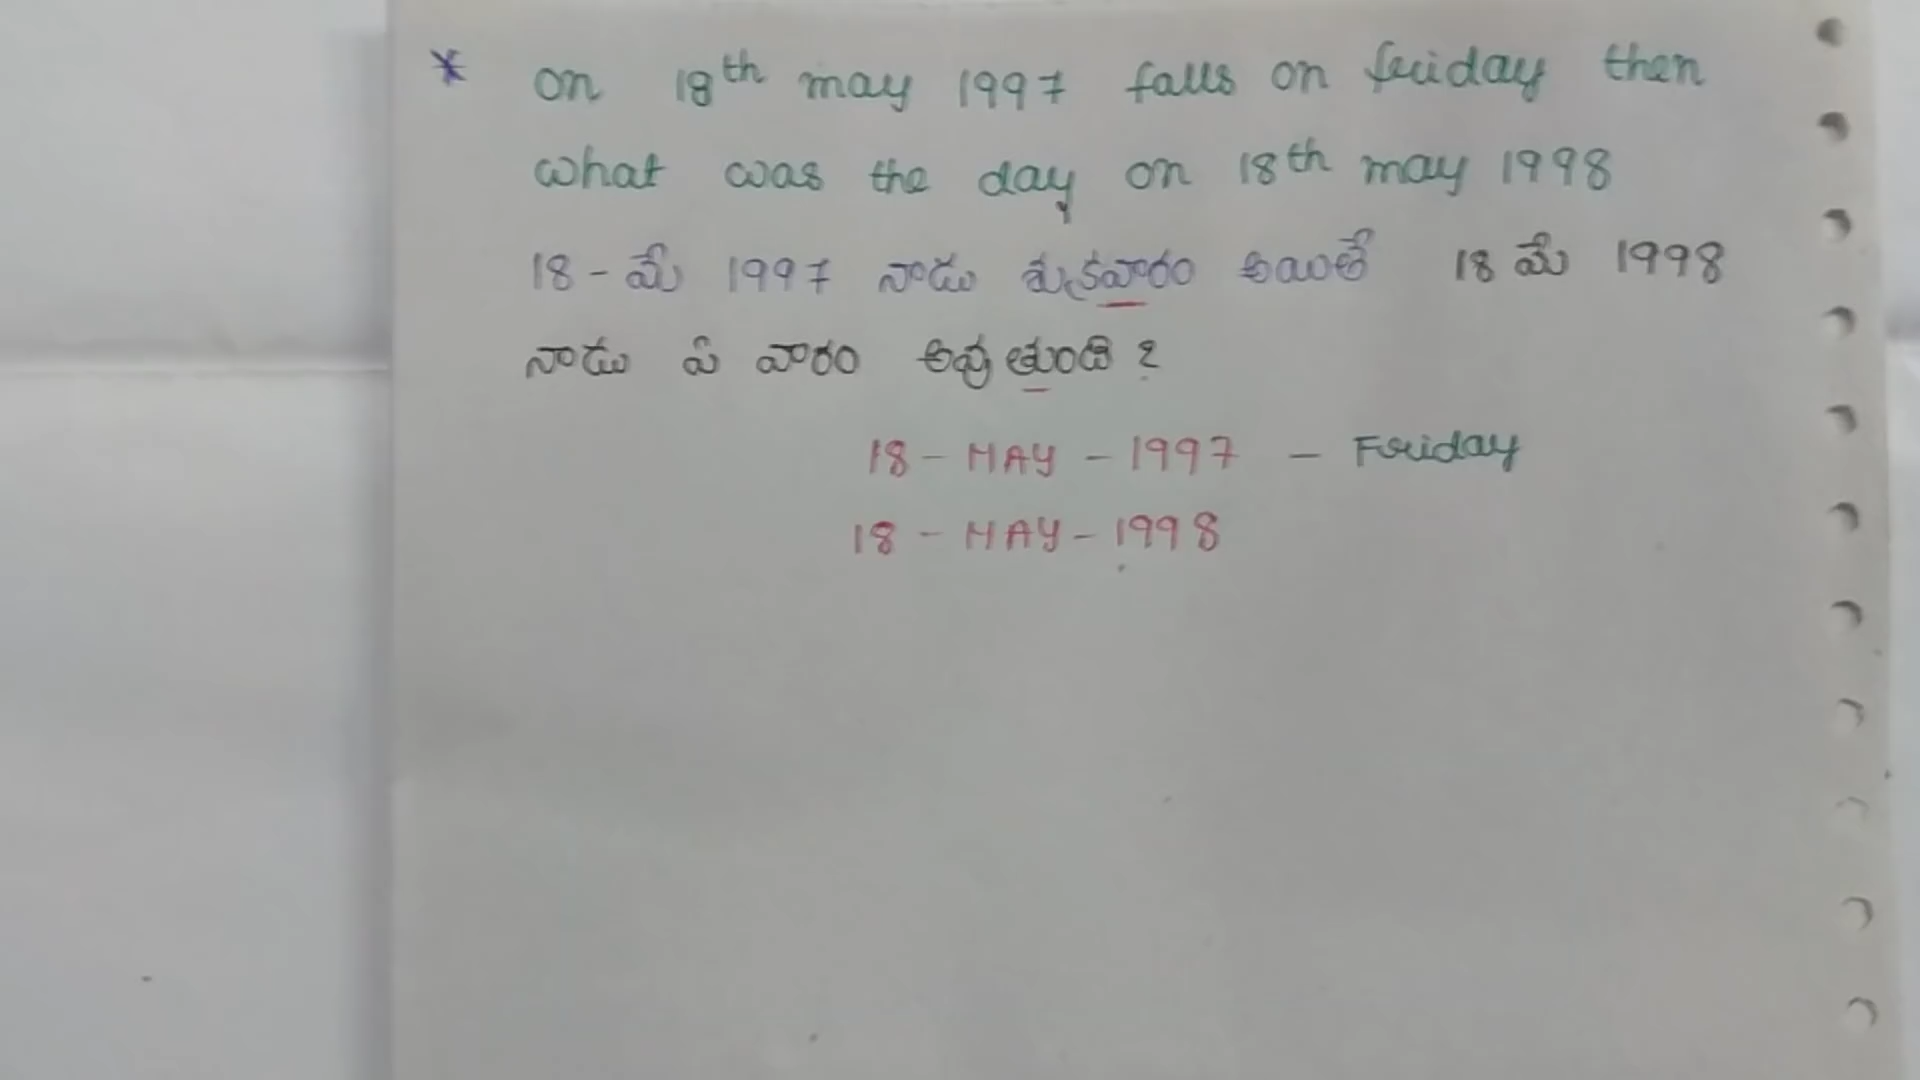 * on 18th may 1997 falls on friday then
what was the day on 18th may 1998
18 - మే 1997 నాడు శుక్రవారం అయితే 18 మే 1998
నాడు ఏ వారం అవుతుంది ?
18 - MAY - 1997 - Friday
18 - MAY - 1998